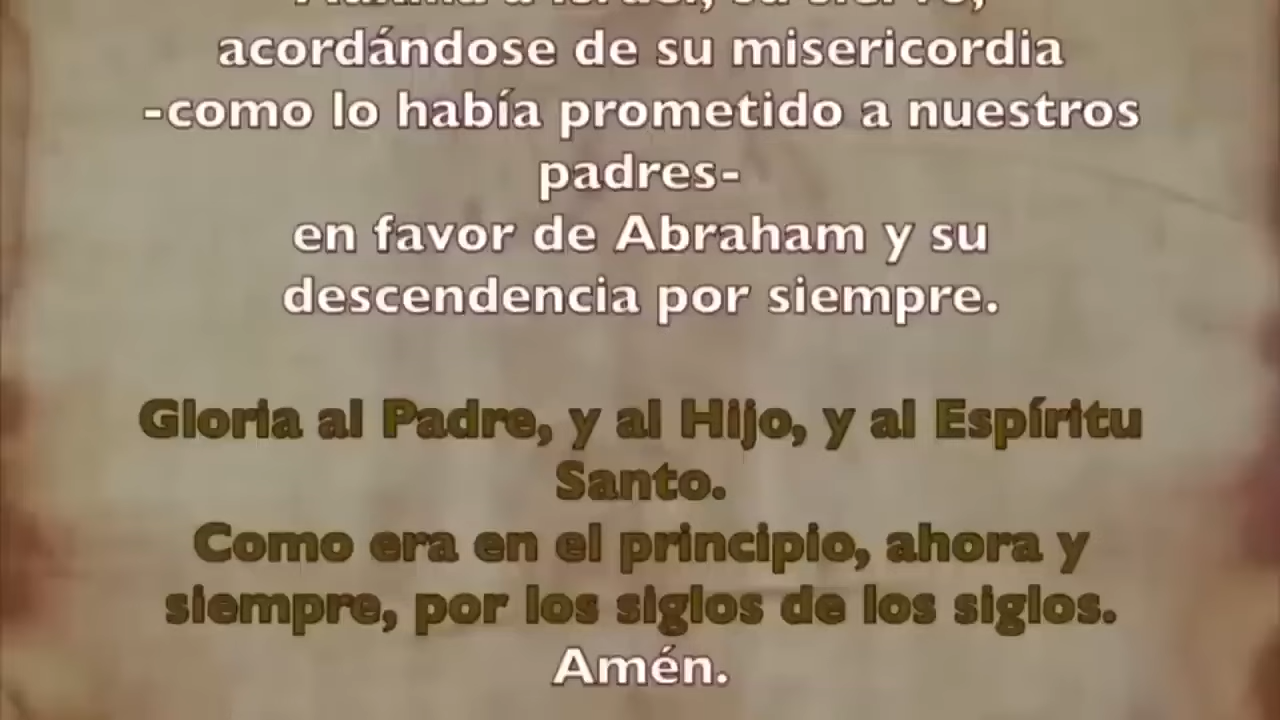 acordándose de su misericordia
-como lo había prometido a nuestros
padres-
en favor de Abraham y su
descendencia por siempre.
Gloria al Padre, y al Hijo, y al Espíritu
Santo.
Como era en el principio, ahora y
siempre, por los siglos de los siglos.
Amén.